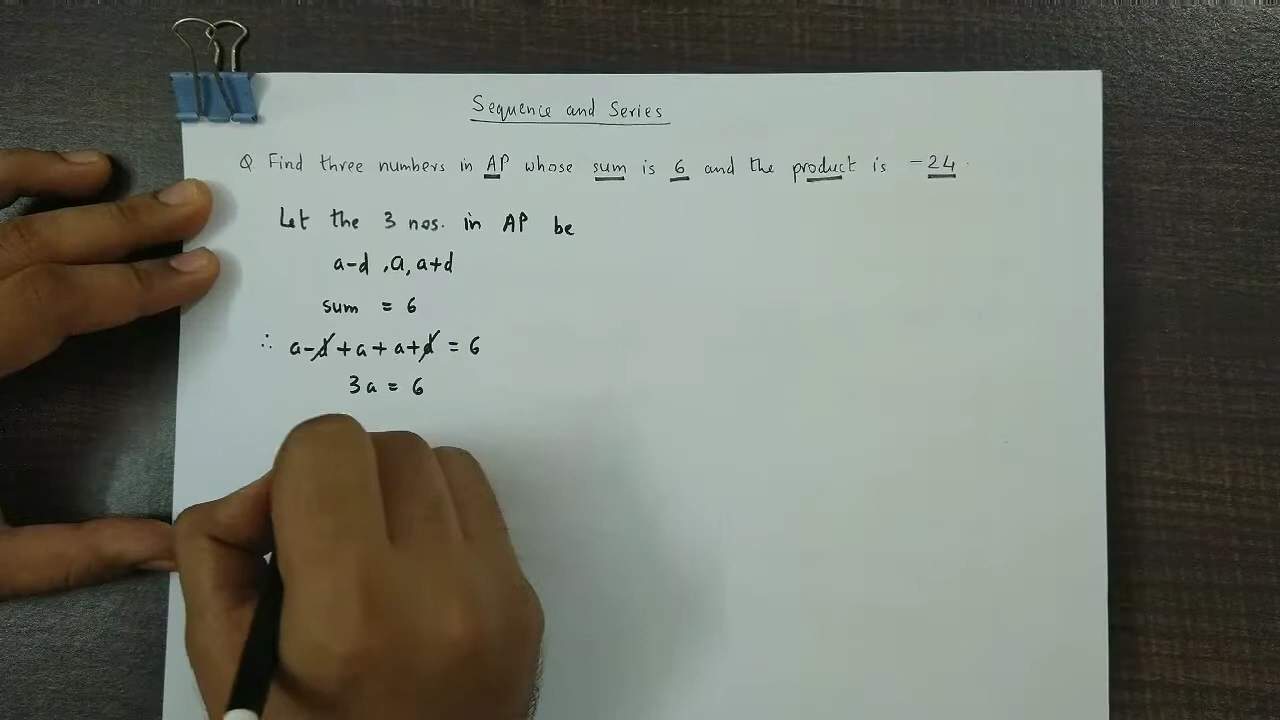 Sequence and Series
Q Find three numbers in AP whose sum is 6 and the product is -24.
Let the 3 nos. in AP be
a-d , a, a+d
sum = 6
∴ a-d + a + a+d = 6
3a = 6